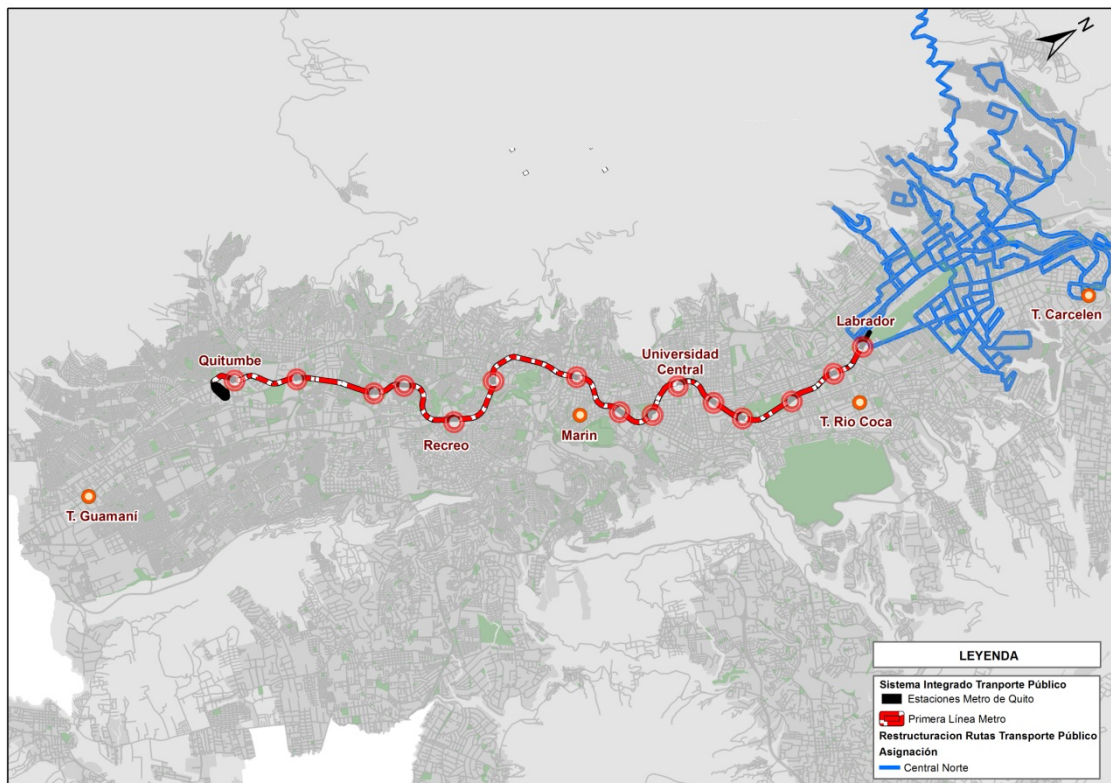 N
Labrador
T. Carcelen
Quitumbe
Universidad
Central
T. Rio Coca
Recreo
Marin
T. Guamaní
LEYENDA
Sistema Integrado Tranporte Público
Estaciones Metro de Quito
Primera Línea Metro
Restructuracion Rutas Transporte Público
Asignación
Central Norte